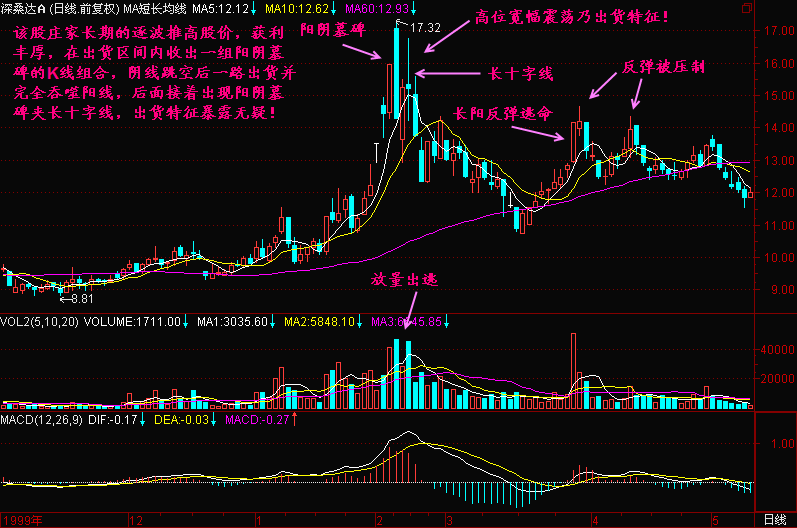 深桑达A (日线.前复权) MA短长均线 MA5:12.12↓ MA10:12.62↓ MA60:12.93↓
该股庄家长期的逐波推高股价，获利
丰厚，在出货区间内收出一组阳阴墓
碑的K线组合，阴线跳空后一路出货并
完全吞噬阳线，后面接着出现阳阴墓
碑夹长十字线，出货特征暴露无疑！
阳阴墓碑
17.32
高位宽幅震荡乃出货特征！
长十字线
长阳反弹逃命
反弹被压制
放量出逃
8.81
17.00
16.00
15.00
14.00
13.00
12.00
11.00
10.00
9.00
VOL2(5,10,20) VOLUME:1711.00↓ MA1:3035.60↓ MA2:5848.10↓ MA3:6 45.85↓
40000
20000
MACD(12,26,9) DIF:-0.17↓ DEA:-0.03↓ MACD:-0.27↑
1.00
1999年 12 1 2 3 4 5 日线